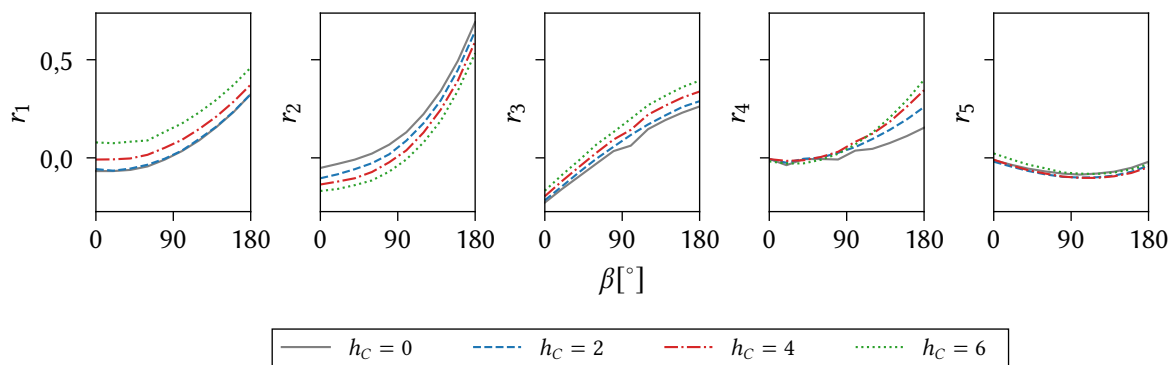 r1 r2 r3 r4 r5
0,5
0,0
0 90 180 0 90 180 0 90 180 0 90 180 0 90 180
β[°]
h_C = 0 h_C = 2 h_C = 4 h_C = 6